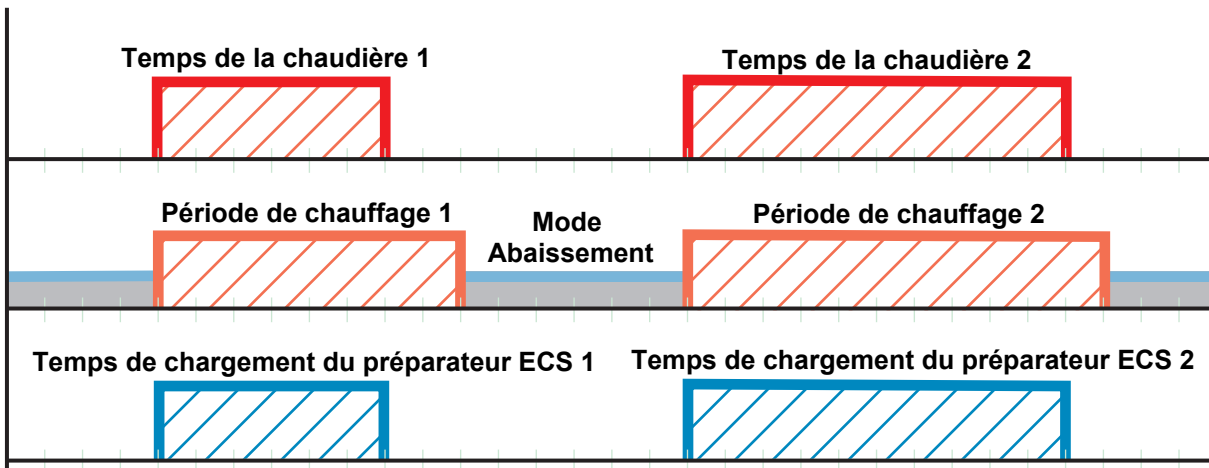 Temps de la chaudière 1
Temps de la chaudière 2
Période de chauffage 1
Mode
Abaissement
Période de chauffage 2
Temps de chargement du préparateur ECS 1
Temps de chargement du préparateur ECS 2